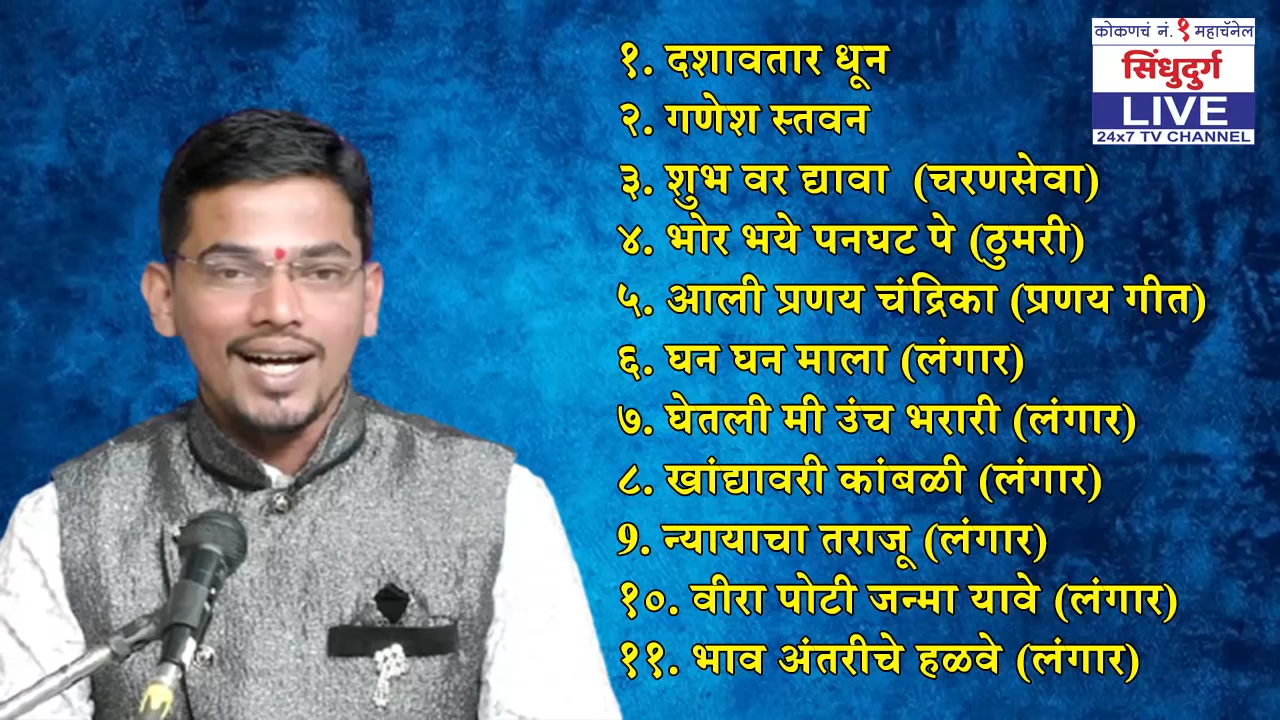 १. दशावतार धून
२. गणेश स्तवन
३. शुभ वर द्यावा (चरणसेवा)
४. भोर भये पनघट पे (ठुमरी)
५. आली प्रणय चंद्रिका (प्रणय गीत)
६. घन घन माला (लंगार)
७. घेतली मी उंच भरारी (लंगार)
८. खांद्यावरी कांबळी (लंगार)
9. न्यायाचा तराजू (लंगार)
१०. वीरा पोटी जन्मा यावे (लंगार)
११. भाव अंतरीचे हळवे (लंगार)
कोकणचं नं. १ महाचॅनेल
सिंधुदुर्ग
LIVE
24x7 TV CHANNEL